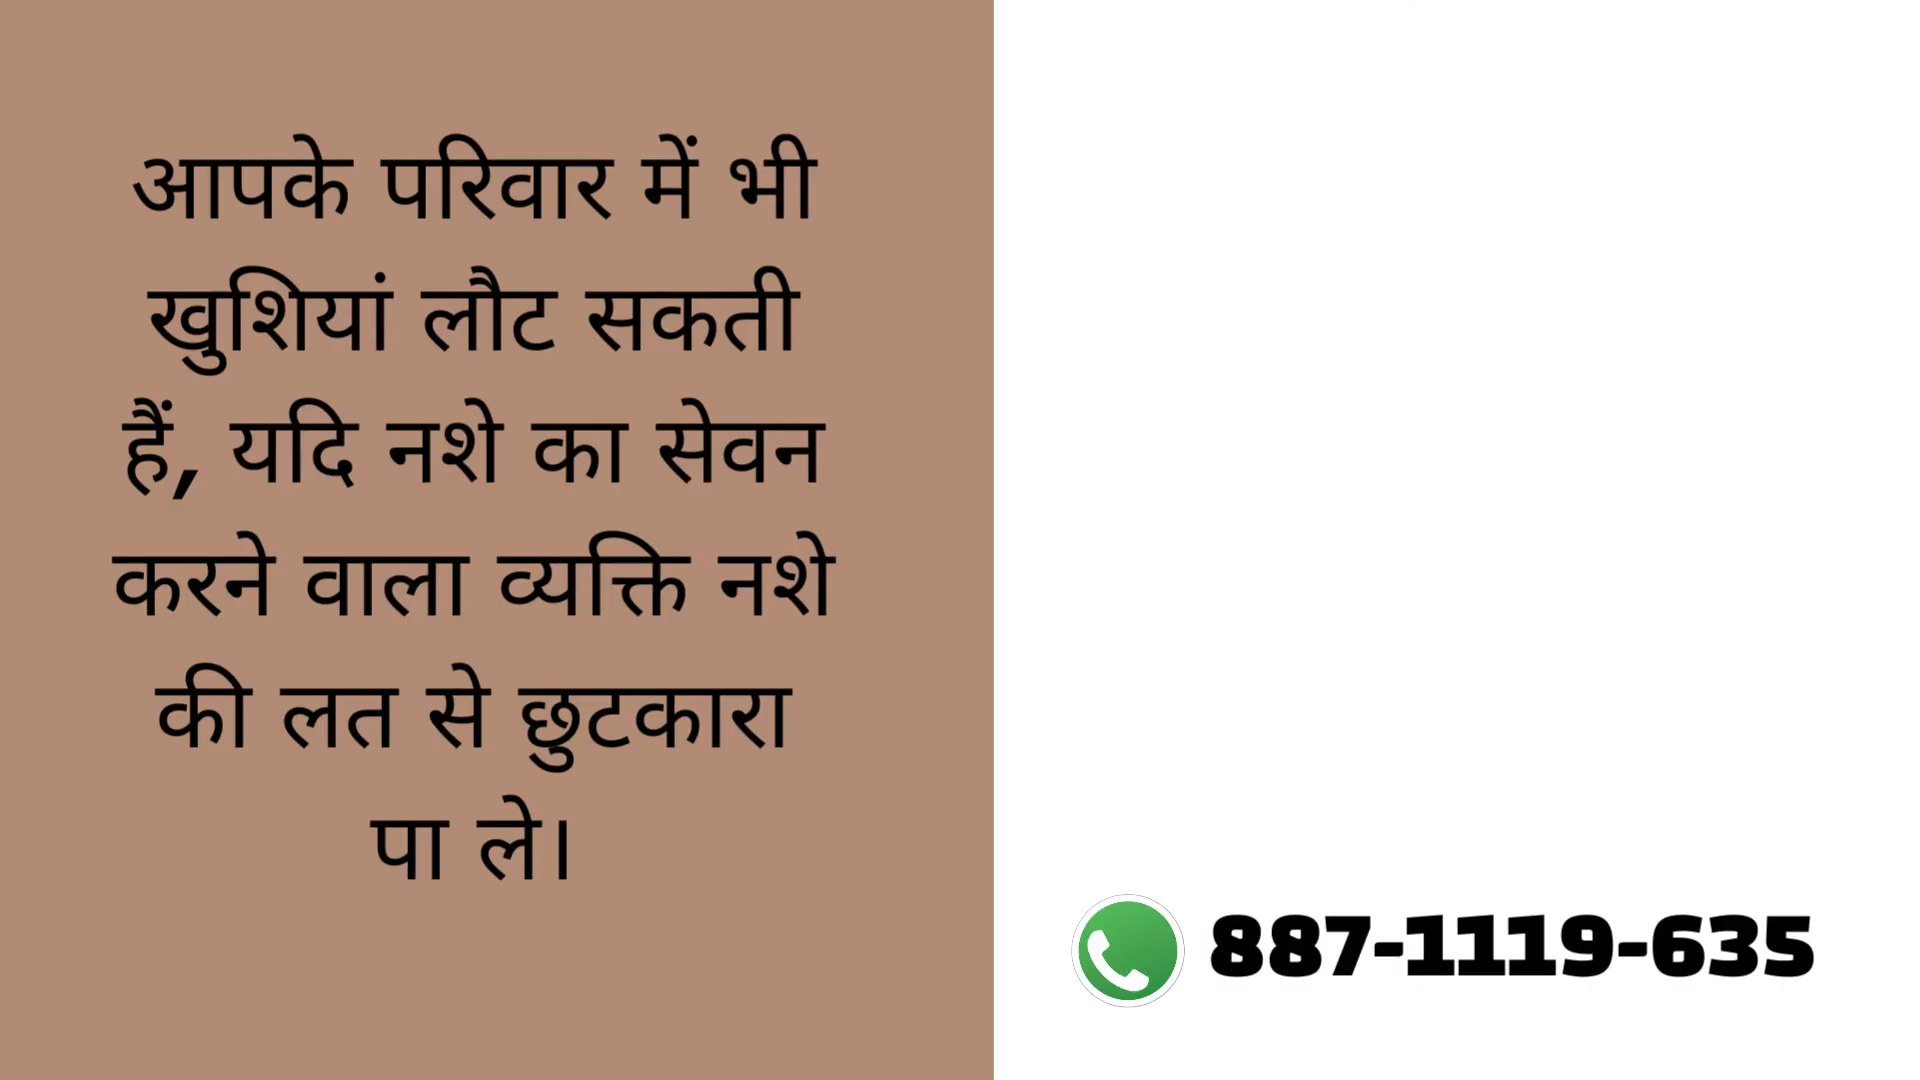 आपके परिवार में भी
खुशियां लौट सकती
हैं, यदि नशे का सेवन
करने वाला व्यक्ति नशे
की लत से छुटकारा
पा ले।
887-1119-635